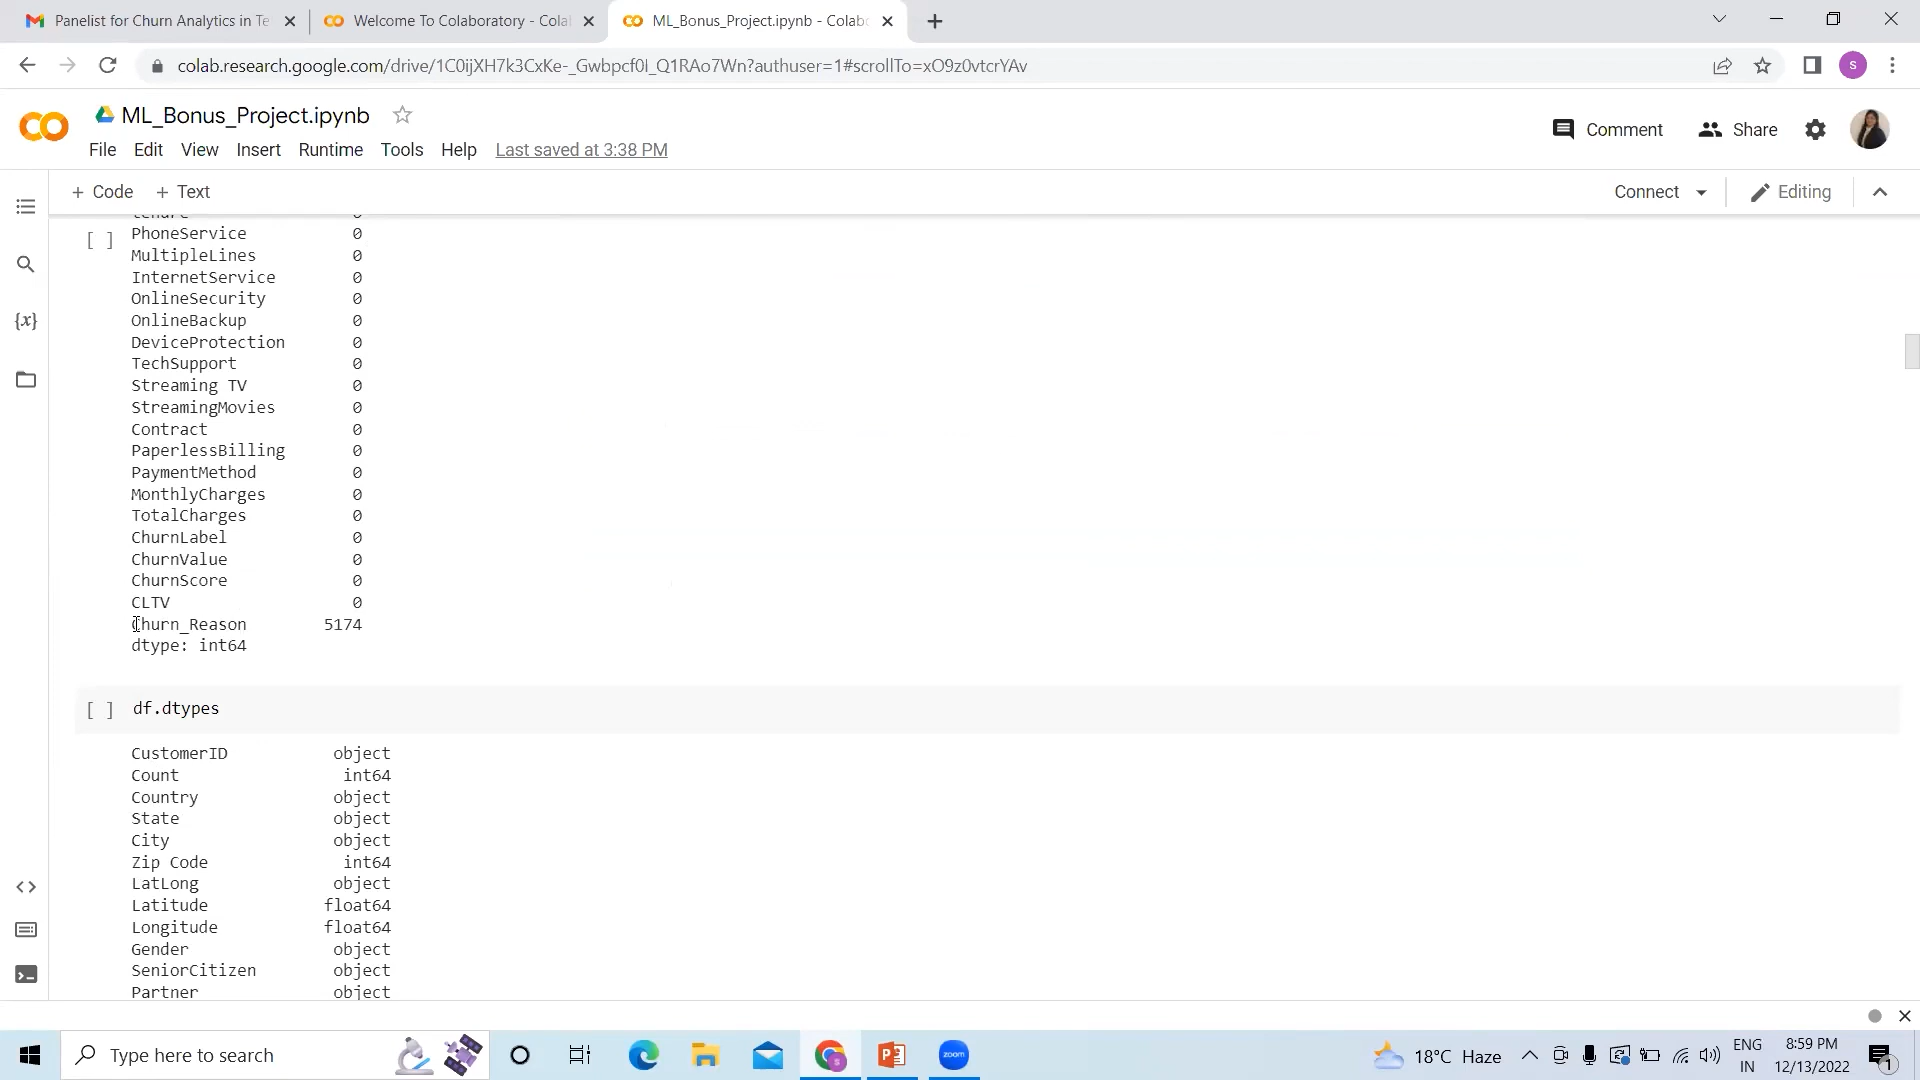 Panelist for Churn Analytics in Te
Welcome To Colaboratory - Cola
ML_Bonus_Project.ipynb - Colabo
colab.research.google.com/drive/1C0ijXH7k3CxKe-_Gwbpcf0i_Q1RAo7Wn?authuser=1#scrollTo=xO9z0vtcrYAv
s
ML_Bonus_Project.ipynb
Comment
Share
File Edit View Insert Runtime Tools Help Last saved at 3:38 PM
+ Code + Text
Connect
Editing
tenure 0
[ ] PhoneService 0
MultipleLines 0
InternetService 0
OnlineSecurity 0
OnlineBackup 0
{x}
DeviceProtection 0
TechSupport 0
Streaming TV 0
StreamingMovies 0
Contract 0
PaperlessBilling 0
PaymentMethod 0
MonthlyCharges 0
TotalCharges 0
ChurnLabel 0
ChurnValue 0
ChurnScore 0
CLTV 0
Churn_Reason 5174
dtype: int64
[ ] df.dtypes
CustomerID object
Count int64
Country object
State object
City object
Zip Code int64
LatLong object
Latitude float64
Longitude float64
Gender object
SeniorCitizen object
Partner object
Type here to search
zoom
18°C Haze
ENG
IN
8:59 PM
12/13/2022
1